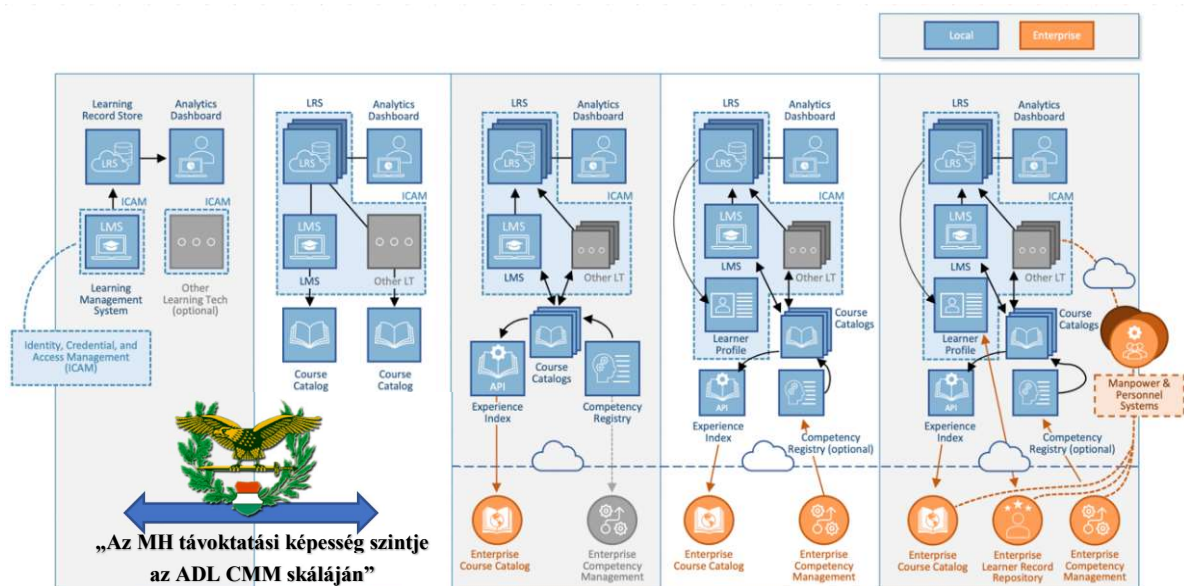 Local
Enterprise
Learning
Record Store
Analytics
Dashboard
LRS
ICAM
ICAM
LMS
Learning
Management
System
Other
Learning Tech
(optional)
Identity, Credential, and
Access Management
(ICAM)
LRS
Analytics
Dashboard
LRS
ICAM
LMS
LMS
Other LT
Course
Catalog
Course
Catalog
„Az MH távoktatási képesség szintje
az ADL CMM skáláján”
LRS
Analytics
Dashboard
LRS
ICAM
LMS
LMS
Other LT
API
Course
Catalogs
Experience
Index
Competency
Registry
Enterprise
Course Catalog
Enterprise
Competency
Management
LRS
Analytics
Dashboard
LRS
ICAM
LMS
LMS
Other LT
Learner
Profile
Course
Catalogs
API
Experience
Index
Competency
Registry (optional)
Enterprise
Course Catalog
Enterprise
Competency
Management
LRS
Analytics
Dashboard
LRS
ICAM
LMS
LMS
Other LT
Learner
Profile
Course
Catalogs
API
Experience
Index
Competency
Registry (optional)
Manpower &
Personnel
Systems
Enterprise
Course Catalog
Enterprise
Learner Record
Repository
Enterprise
Competency
Management